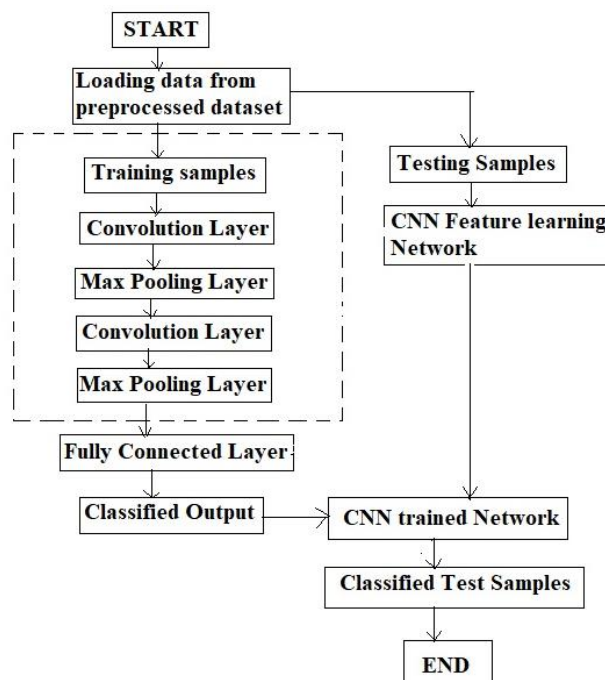 START
Loading data from
preprocessed dataset
Training samples
Convolution Layer
Max Pooling Layer
Convolution Layer
Max Pooling Layer
Fully Connected Layer
Classified Output
Testing Samples
CNN Feature learning
Network
CNN trained Network
Classified Test Samples
END